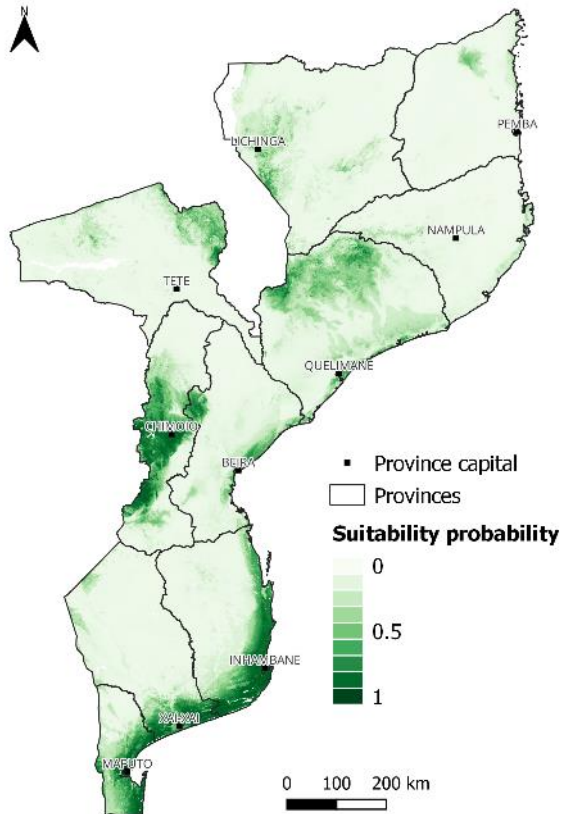 N
PEMBA
LICHINGA
NAMPULA
TETE
QUELIMANE
CHIMOIO
BEIRA
Province capital
Provinces
Suitability probability
0
0.5
1
INHAMBANE
XAI-XAI
MAPUTO
0 100 200 km